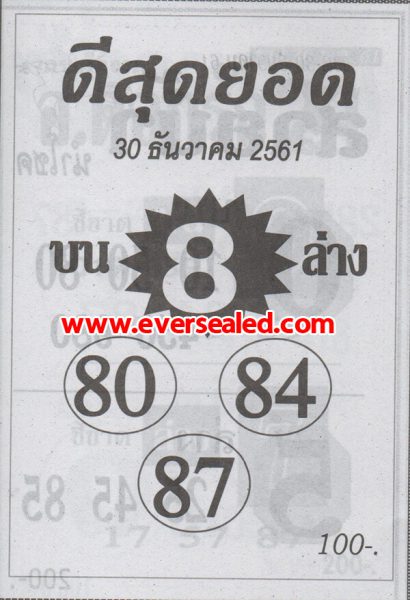 ดีสุดยอด
30 ธันวาคม 2561
บน 8 ล่าง
www.eversealed.com
80 84
87
100-.